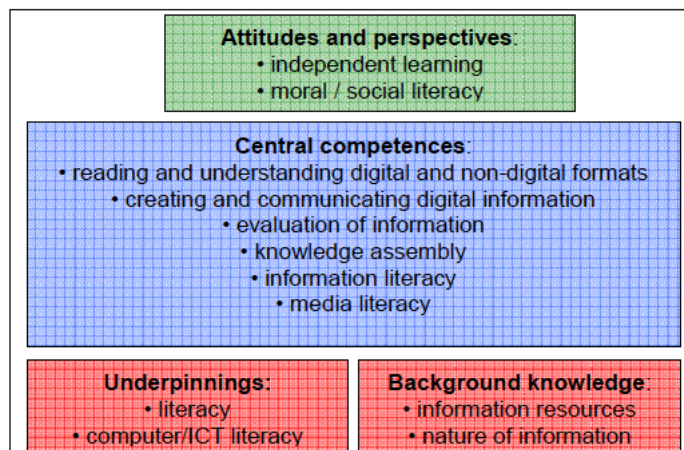 Attitudes and perspectives:
• independent learning
• moral / social literacy
Central competences:
• reading and understanding digital and non-digital formats
• creating and communicating digital information
• evaluation of information
• knowledge assembly
• information literacy
• media literacy
Underpinnings:
• literacy
• computer/ICT literacy
Background knowledge:
• information resources
• nature of information